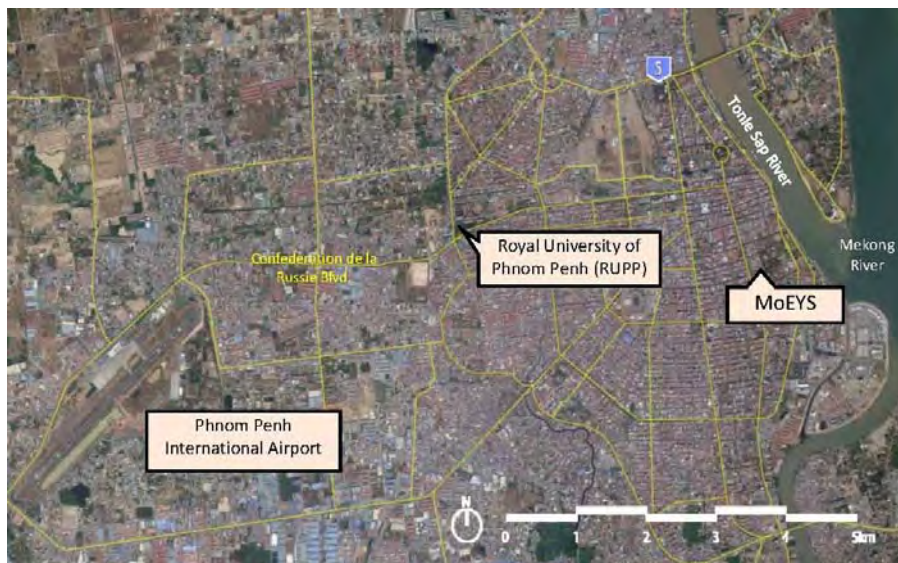 5
Tonle Sap River
Mekong
River
Royal University of
Phnom Penh (RUPP)
Confederation de la
Russie Blvd.
MoEYS
Phnom Penh
International Airport
N
0 1 2 3 4 5km